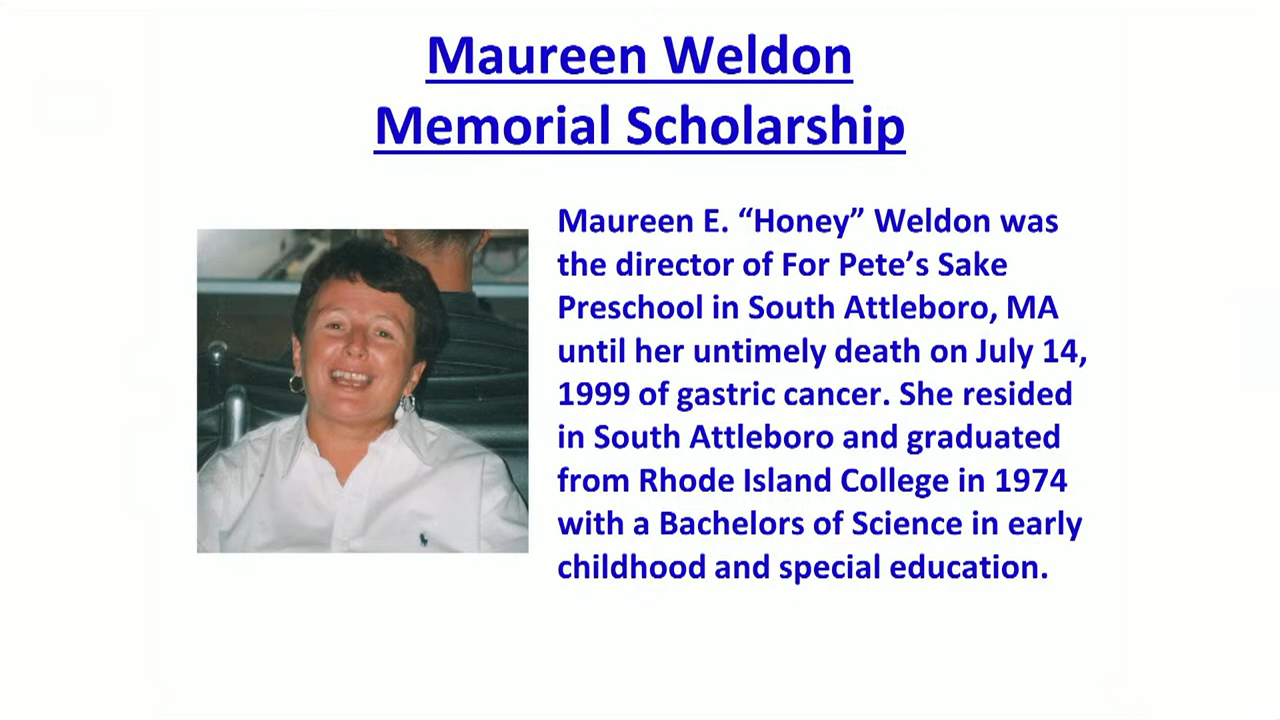 Maureen Weldon
Memorial Scholarship
Maureen E. “Honey” Weldon was
the director of For Pete’s Sake
Preschool in South Attleboro, MA
until her untimely death on July 14,
1999 of gastric cancer. She resided
in South Attleboro and graduated
from Rhode Island College in 1974
with a Bachelors of Science in early
childhood and special education.